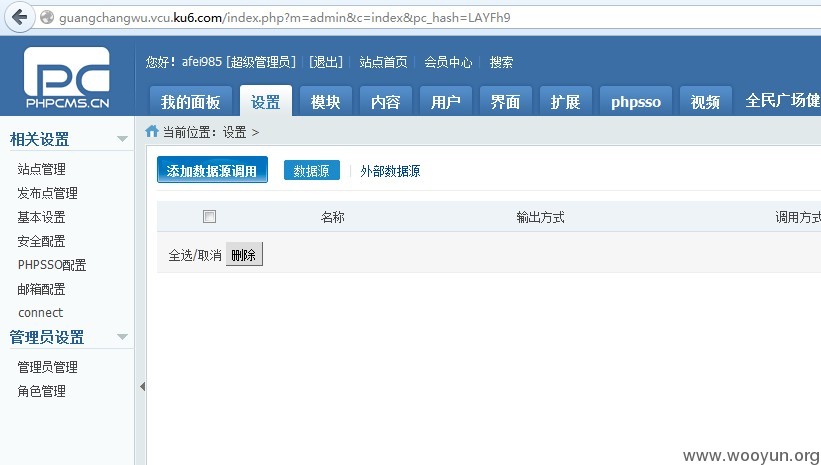 guangchangwu.vcu.ku6.com/index.php?m=admin&c=index&pc_hash=LAYFh9
PHPCMS.CN
您好！afei985 [超级管理员] | [退出] | 站点首页 | 会员中心 | 搜索
我的面板 设置 模块 内容 用户 界面 扩展 phpsso 视频 全民广场健
当前位置：设置 >
相关设置
站点管理
发布点管理
基本设置
安全配置
PHPSSO配置
邮箱配置
connect
管理员设置
管理员管理
角色管理
添加数据源调用 数据源 | 外部数据源
名称 输出方式 调用方式
全选/取消 删除
www.wooyun.org